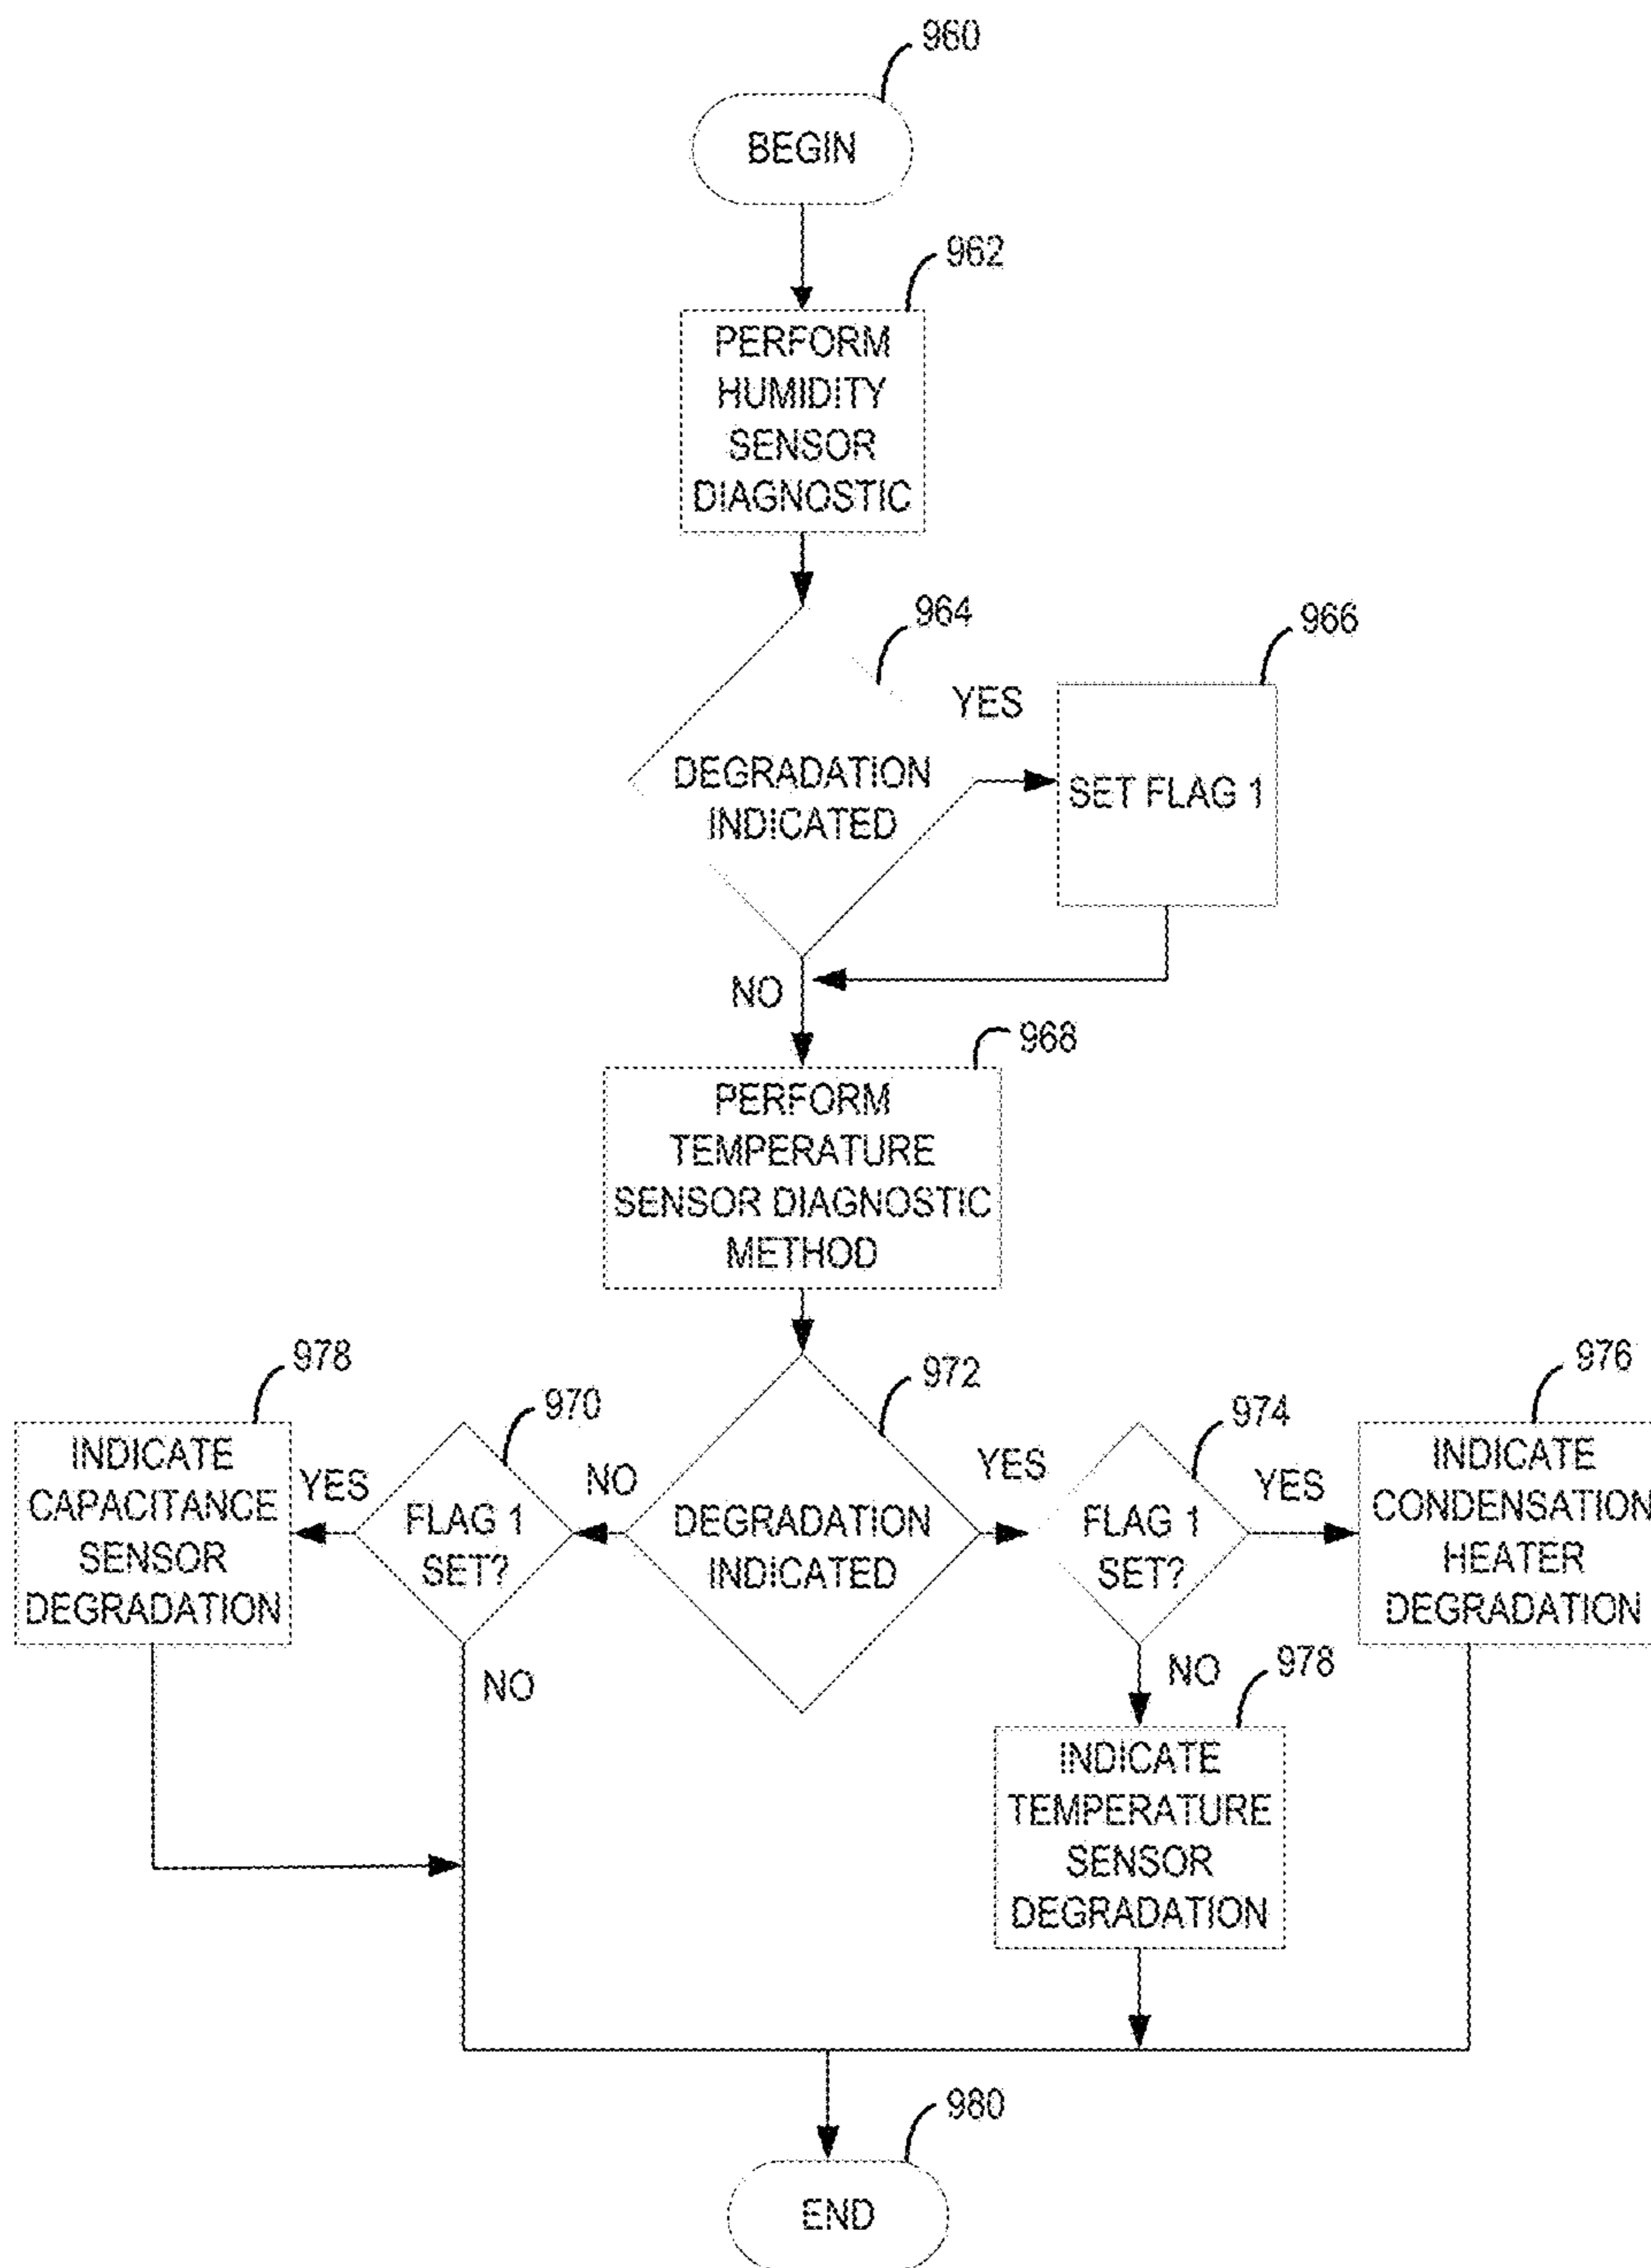 960
BEGIN
962
PERFORM
HUMIDITY
SENSOR
DIAGNOSTIC
964
966
YES
DEGRADATION
INDICATED
SET FLAG 1
NO
968
PERFORM
TEMPERATURE
SENSOR DIAGNOSTIC
METHOD
978
970
972
974
976
INDICATE
CAPACITANCE
SENSOR
DEGRADATION
YES
FLAG 1
SET?
NO
DEGRADATION
INDICATED
YES
FLAG 1
SET?
YES
INDICATE
CONDENSATION
HEATER
DEGRADATION
NO
NO
978
INDICATE
TEMPERATURE
SENSOR
DEGRADATION
980
END